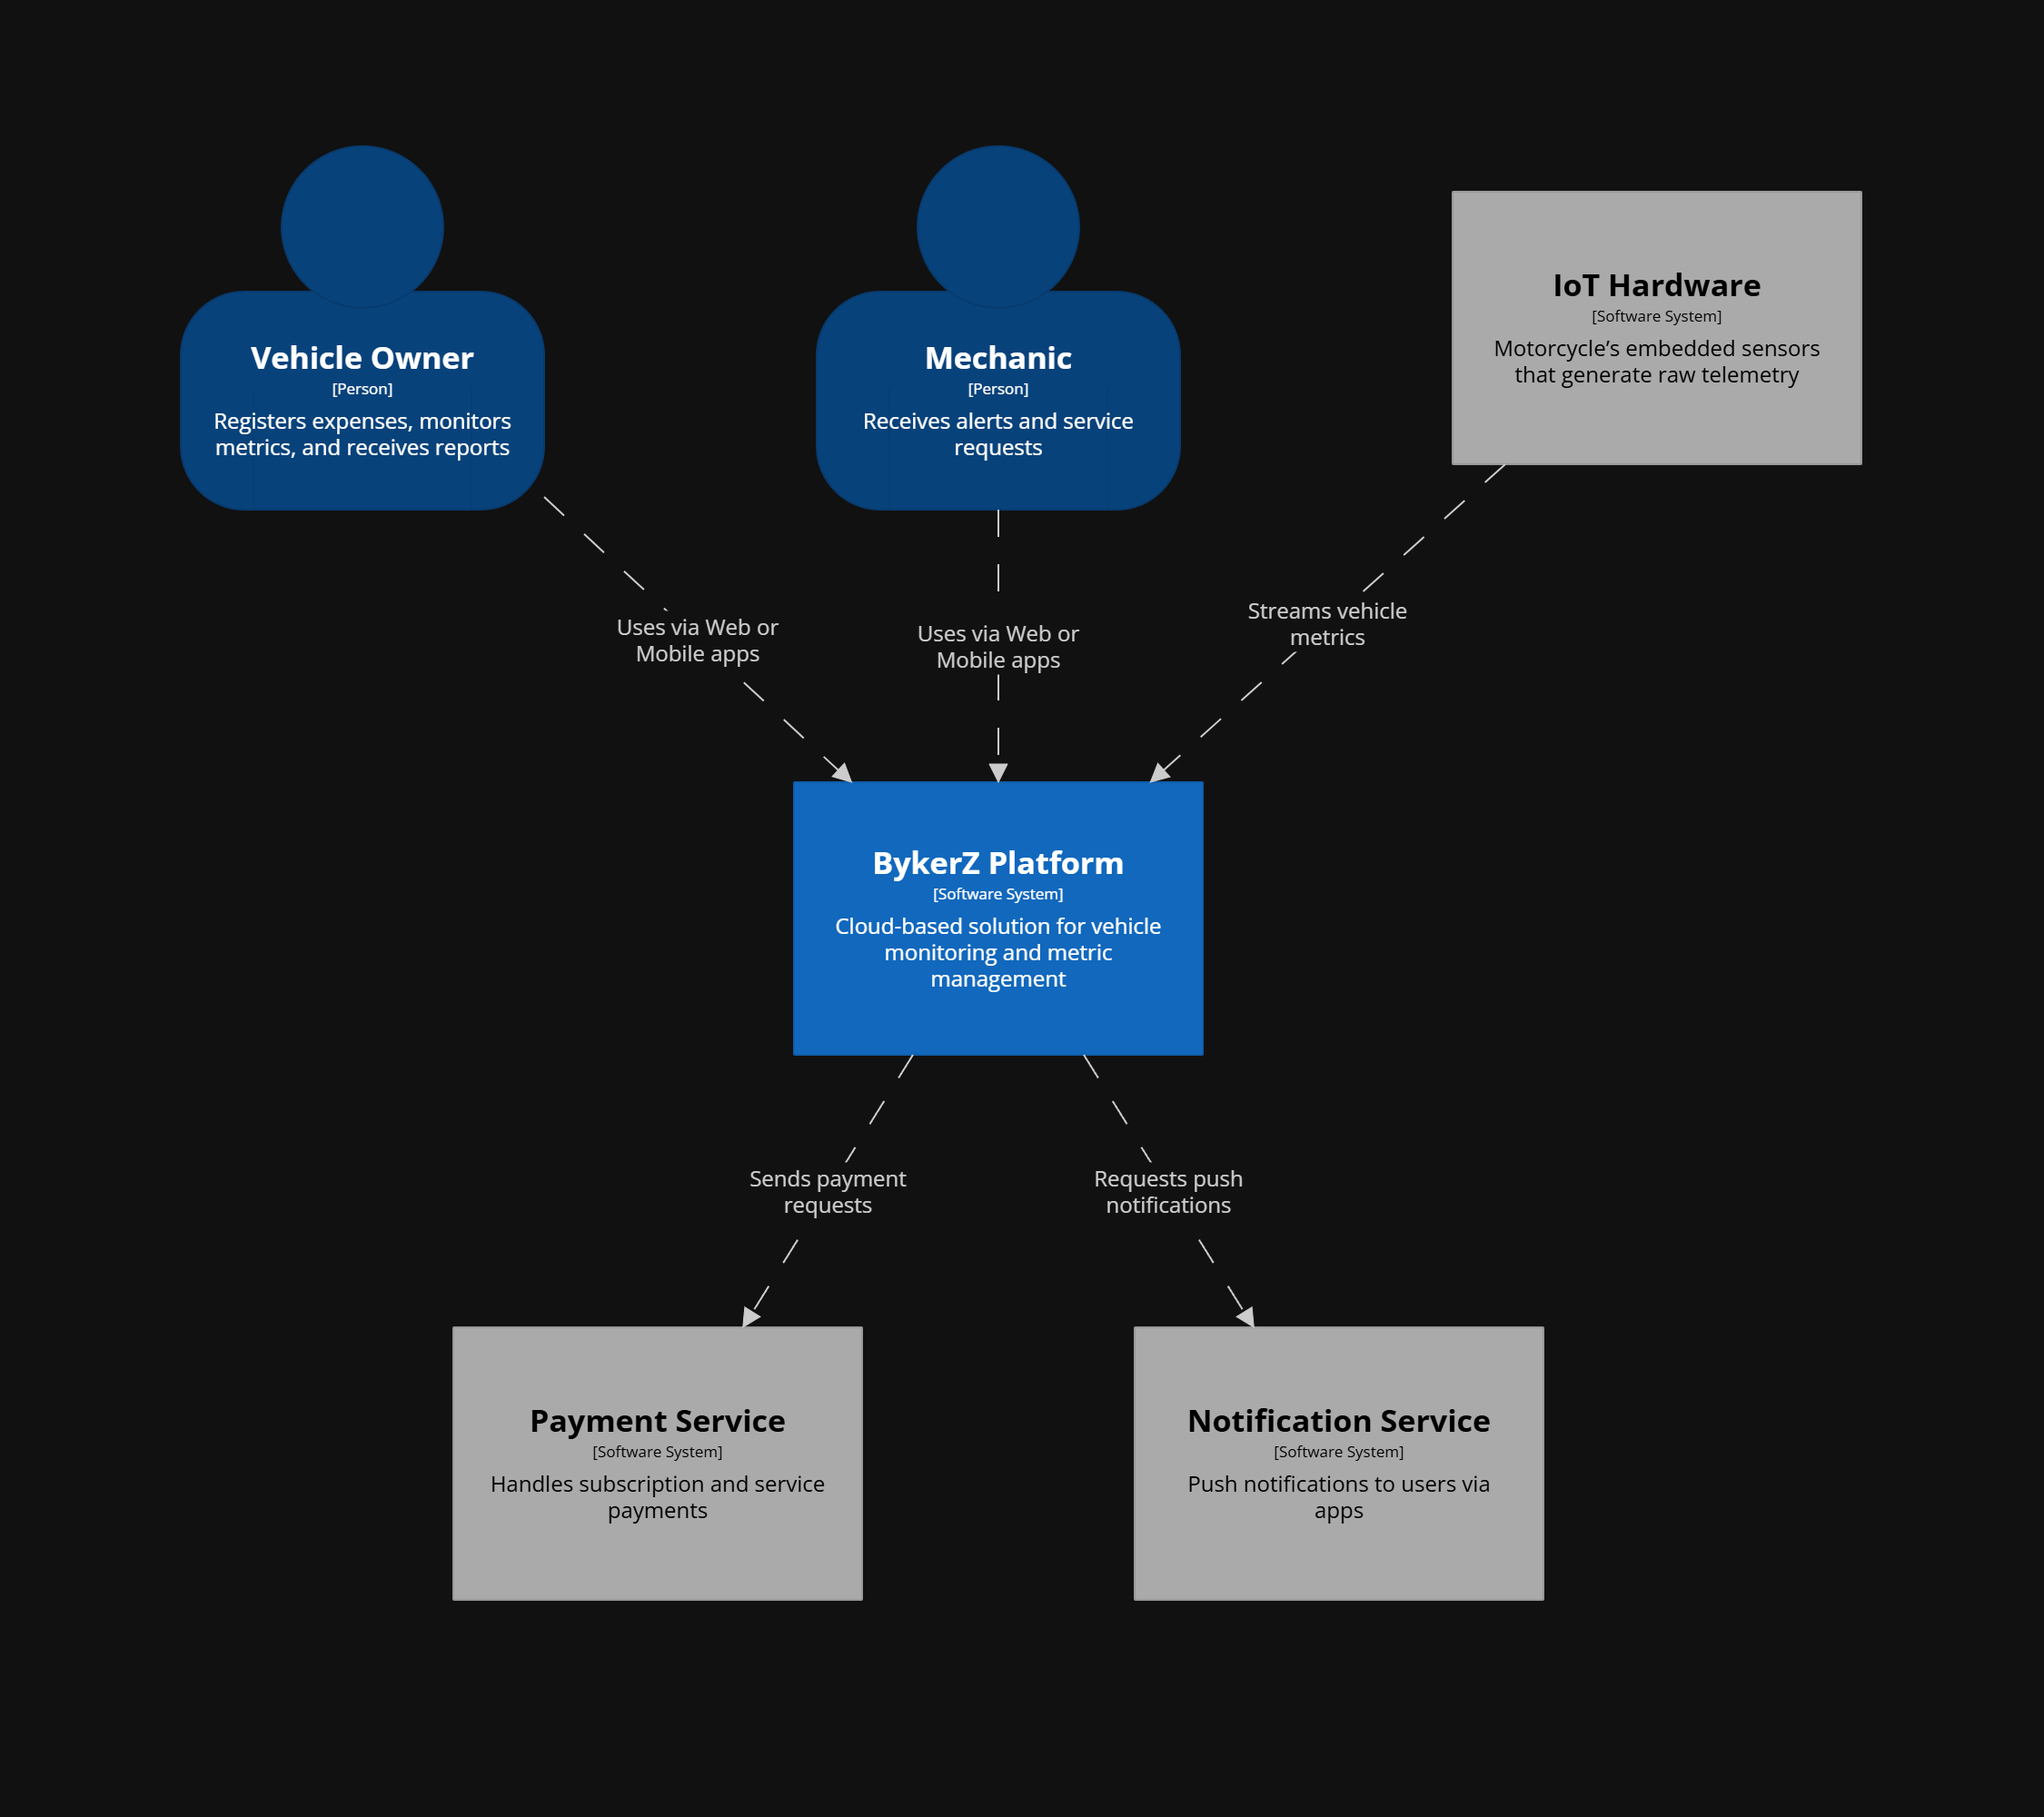 Vehicle Owner
[Person]
Registers expenses, monitors
metrics, and receives reports
Mechanic
[Person]
Receives alerts and service
requests
IoT Hardware
[Software System]
Motorcycle’s embedded sensors
that generate raw telemetry
Uses via Web or
Mobile apps
Uses via Web or
Mobile apps
Streams vehicle
metrics
BykerZ Platform
[Software System]
Cloud-based solution for vehicle
monitoring and metric
management
Sends payment
requests
Requests push
notifications
Payment Service
[Software System]
Handles subscription and service
payments
Notification Service
[Software System]
Push notifications to users via
apps